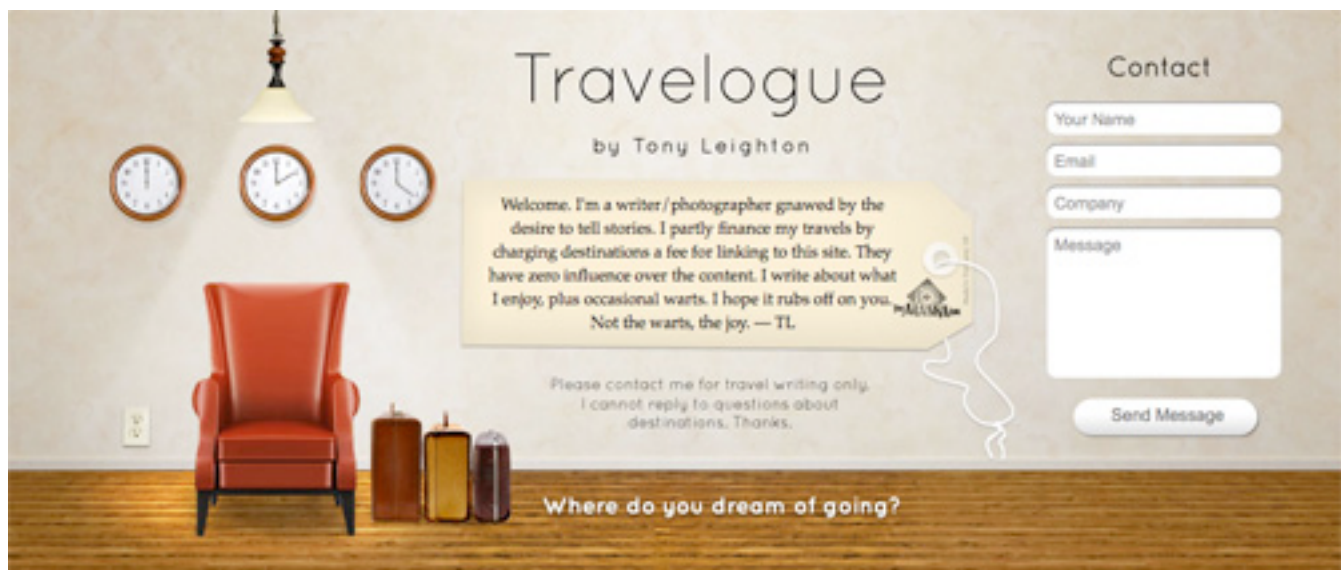 Travelogue
by Tony Leighton
Welcome. I'm a writer/photographer gnawed by the
desire to tell stories. I partly finance my travels by
charging destinations a fee for linking to this site. They
have zero influence over the content. I write about what
I enjoy, plus occasional warts. I hope it rubs off on you.
Not the warts, the joy. — TL
Please contact me for travel writing only.
I cannot reply to questions about
destinations. Thanks.
Where do you dream of going?
Contact
Your Name
Email
Company
Message
Send Message